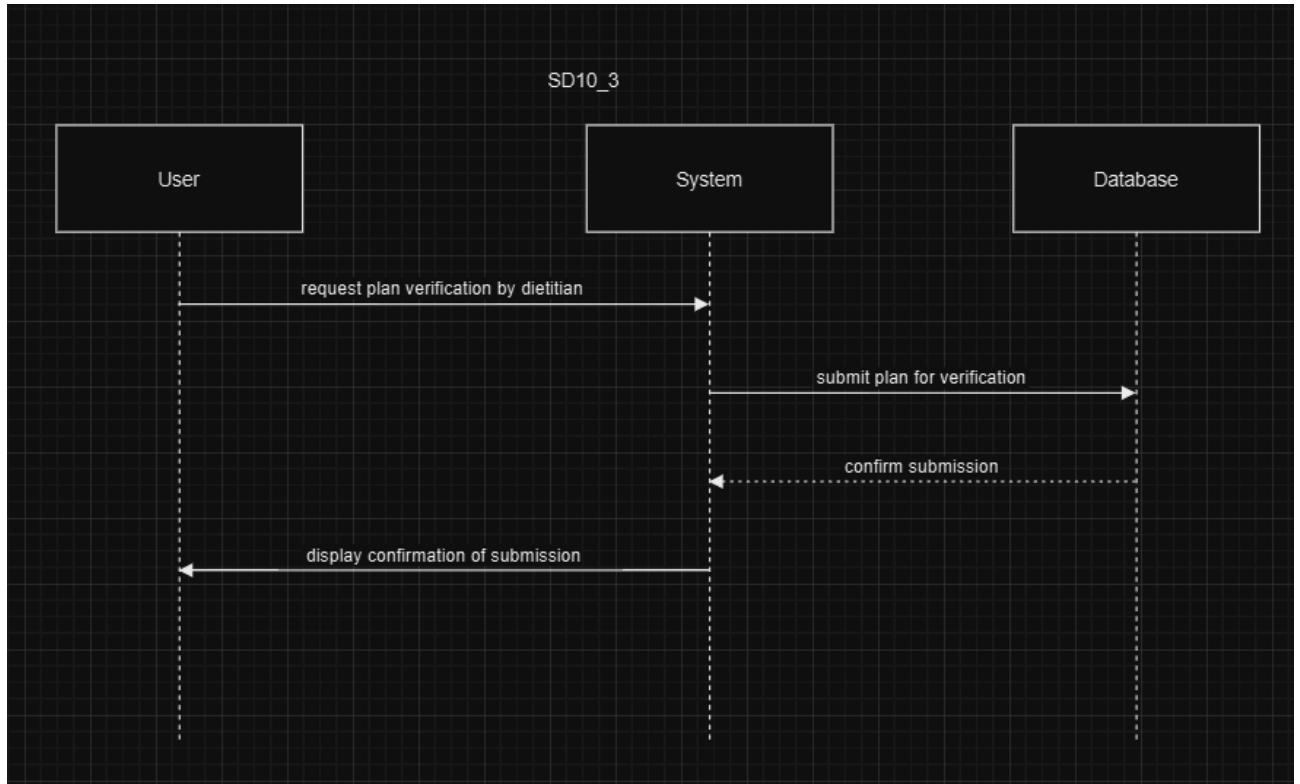 SD10_3
User
System
Database
request plan verification by dietitian
submit plan for verification
confirm submission
display confirmation of submission